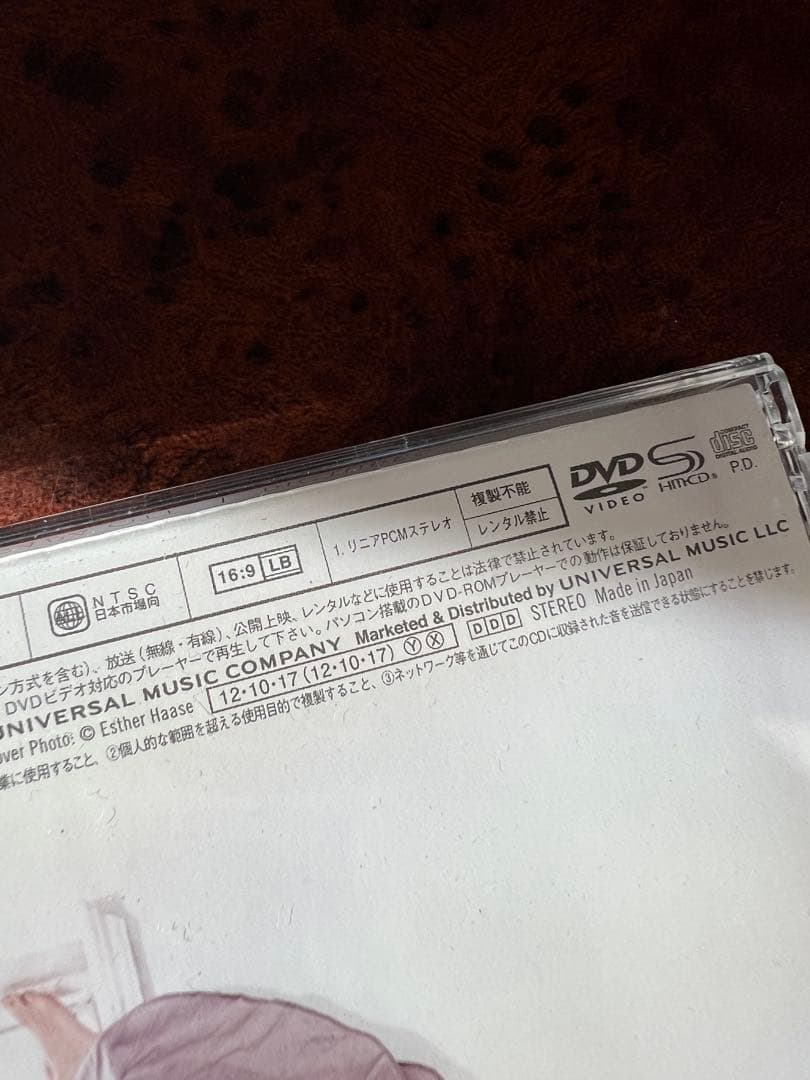 COMPACT
disc
DIGITAL AUDIO
P.D.
DVD
VIDEO
HMCD
複製不能
レンタル禁止
1. リニアPCMステレオ
16:9 LB
NTSC
日本市場向
ン方式を含む)、放送(無線・有線)、公開上映、レンタルなどに使用することは法律で禁止されています。
DVDビデオ対応のプレーヤーで再生して下さい。パソコン搭載のDVD-ROMプレーヤーでの動作は保証しておりません。
UNIVERSAL MUSIC COMPANY Marketed & Distributed by UNIVERSAL MUSIC LLC
over Photo: © Esther Haase 12・10・17 (12・10・17) Ⓨ Ⓧ DDD STEREO Made in Japan
業に使用すること、②個人的な範囲を超える使用目的で複製すること、③ネットワーク等を通じてこのCDに収録された音を送信できる状態にすることを禁じます。